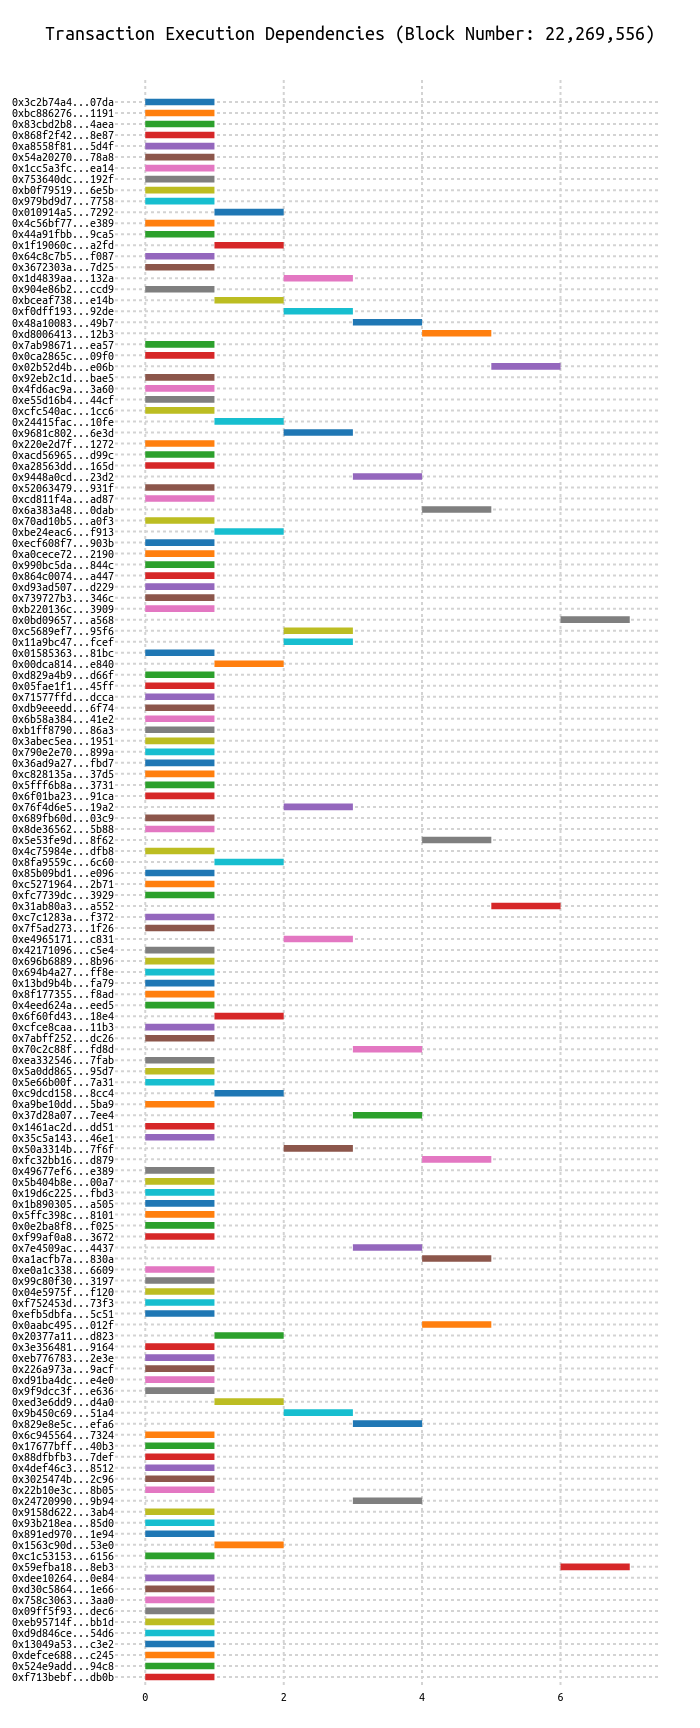 Transaction Execution Dependencies (Block Number: 22,269,556)
0x3c2b74a4...07da
0xbc886276...1191
0x83cbd2b8...4aea
0x868f2f42...8e87
0xa8558f81...5d4f
0x54a20270...78a8
0x1cc5a3fc...ea14
0x753640dc...192f
0xb0f79519...6e5b
0x979bd9d7...7758
0x010914a5...7292
0x4c56bf77...e389
0x44a91fbb...9ca5
0x1f19060c...a2fd
0x64c8c7b5...f087
0x3672303a...7d25
0x1d4839aa...132a
0x904e86b2...ccd9
0xbceaf738...e14b
0xf0dff193...92de
0x48a10083...49b7
0xd8006413...12b3
0x7ab98671...ea57
0x0ca2865c...09f0
0x02b52d4b...e06b
0x92eb2c1d...bae5
0x4fd6ac9a...3a60
0xe55d16b4...44cf
0xcfc540ac...1cc6
0x24415fac...10fe
0x9681c802...6e3d
0x220e2d7f...1272
0xacd56965...d99c
0xa28563dd...165d
0x9448a0cd...23d2
0x52063479...931f
0xcd811f4a...ad87
0x6a383a48...0dab
0x70ad10b5...a0f3
0xbe24eac6...f913
0xecf608f7...903b
0xa0cece72...2190
0x990bc5da...844c
0x864c0074...a447
0xd93ad507...d229
0x739727b3...346c
0xb220136c...3909
0x0bd09657...a568
0xc5689ef7...95f6
0x11a9bc47...fcef
0x01585363...81bc
0x00dca814...e840
0xd829a4b9...d66f
0x05fae1f1...45ff
0x71577ffd...dcca
0xdb9eeedd...6f74
0x6b58a384...41e2
0xb1ff8790...86a3
0x3abec5ea...1951
0x790e2e70...899a
0x36ad9a27...fbd7
0xc828135a...37d5
0x5fff6b8a...3731
0x6f01ba23...91ca
0x76f4d6e5...19a2
0x689fb60d...03c9
0x8de36562...5b88
0x5e53fe9d...8f62
0x4c75984e...dfb8
0x8fa9559c...6c60
0x85b09bd1...e096
0xc5271964...2b71
0xfc7739dc...3929
0x31ab80a3...a552
0xc7c1283a...f372
0x7f5ad273...1f26
0xe4965171...c831
0x42171096...c5e4
0x696b6889...8b96
0x694b4a27...ff8e
0x13bd9b4b...fa79
0x8f177355...f8ad
0x4eed624a...eed5
0x6f60fd43...18e4
0xcfce8caa...11b3
0x7abff252...dc26
0x70c2c88f...fd8d
0xea332546...7fab
0x5a0dd865...95d7
0x5e66b00f...7a31
0xc9dcd158...8cc4
0xa9be10dd...5ba9
0x37d28a07...7ee4
0x1461ac2d...dd51
0x35c5a143...46e1
0x50a3314b...7f6f
0xfc32bb16...d879
0x49677ef6...e389
0x5b404b8e...00a7
0x19d6c225...fbd3
0x1b890305...a505
0x5ffc398c...8101
0x0e2ba8f8...f025
0xf99af0a8...3672
0x7e4509ac...4437
0xa1acfb7a...830a
0xe0a1c338...6609
0x99c80f30...3197
0x04e5975f...f120
0xf752453d...73f3
0xefb5dbfa...5c51
0x0aabc495...012f
0x20377a11...d823
0x3e356481...9164
0xeb776783...2e3e
0x226a973a...9acf
0xd91ba4dc...e4e0
0x9f9dcc3f...e636
0xed3e6dd9...d4a0
0x9b450c69...51a4
0x829e8e5c...efa6
0x6c945564...7324
0x17677bff...40b3
0x88dfbfb3...7def
0x4def46c3...8512
0x3025474b...2c96
0x22b10e3c...8b05
0x24720990...9b94
0x9158d622...3ab4
0x93b218ea...85d0
0x891ed970...1e94
0x1563c90d...53e0
0xc1c53153...6156
0x59efba18...8eb3
0xdee10264...0e84
0xd30c5864...1e66
0x758c3063...3aa0
0x09ff5f93...dec6
0xeb95714f...bb1d
0xd9d846ce...54d6
0x13049a53...c3e2
0xdefce688...c245
0x524e9add...94c8
0xf713bebf...db0b
0 2 4 6